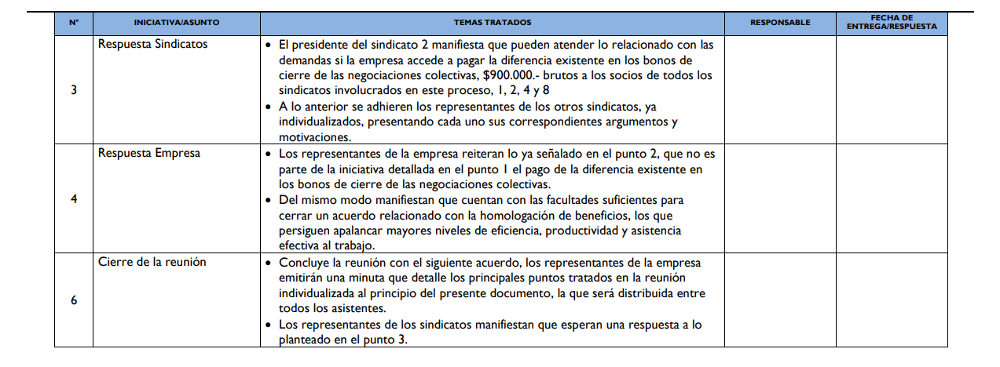 N° INICIATIVA/ASUNTO TEMAS TRATADOS RESPONSABLE FECHA DE ENTREGA/RESPUESTA
3
Respuesta Sindicatos
• El presidente del sindicato 2 manifiesta que pueden atender lo relacionado con las
demandas si la empresa accede a pagar la diferencia existente en los bonos de
cierre de las negociaciones colectivas, $900.000.- brutos a los socios de todos los
sindicatos involucrados en este proceso, 1, 2, 4 y 8
• A lo anterior se adhieren los representantes de los otros sindicatos, ya
individualizados, presentando cada uno sus correspondientes argumentos y
motivaciones.
4
Respuesta Empresa
• Los representantes de la empresa reiteran lo ya señalado en el punto 2, que no es
parte de la iniciativa detallada en el punto 1 el pago de la diferencia existente en
los bonos de cierre de las negociaciones colectivas.
• Del mismo modo manifiestan que cuentan con las facultades suficientes para
cerrar un acuerdo relacionado con la homologación de beneficios, los que
persiguen apalancar mayores niveles de eficiencia, productividad y asistencia
efectiva al trabajo.
6
Cierre de la reunión
• Concluye la reunión con el siguiente acuerdo, los representantes de la empresa
emitirán una minuta que detalle los principales puntos tratados en la reunión
individualizada al principio del presente documento, la que será distribuida entre
todos los asistentes.
• Los representantes de los sindicatos manifiestan que esperan una respuesta a lo
planteado en el punto 3.